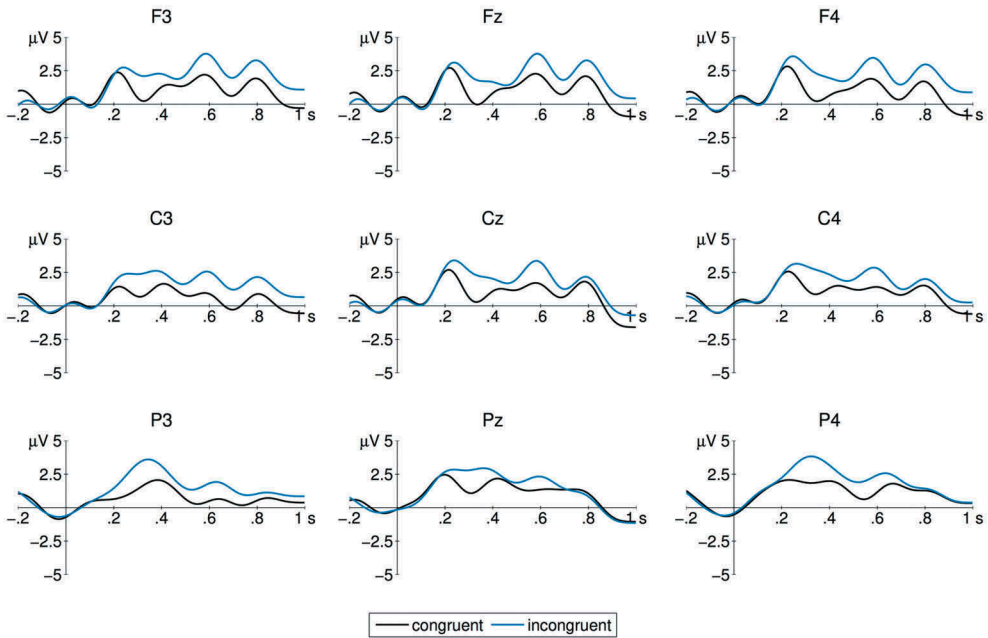 F3 Fz F4
μV 5 μV 5 μV 5
2.5 2.5 2.5
–.2 .2 .4 .6 .8 1 s –.2 .2 .4 .6 .8 1 s –.2 .2 .4 .6 .8 1 s
–2.5 –2.5 –2.5
–5 –5 –5
C3 Cz C4
μV 5 μV 5 μV 5
2.5 2.5 2.5
–.2 .2 .4 .6 .8 1 s –.2 .2 .4 .6 .8 1 s –.2 .2 .4 .6 .8 1 s
–2.5 –2.5 –2.5
–5 –5 –5
P3 Pz P4
μV 5 μV 5 μV 5
2.5 2.5 2.5
–.2 .2 .4 .6 .8 1 s –.2 .2 .4 .6 .8 1 s –.2 .2 .4 .6 .8 1 s
–2.5 –2.5 –2.5
–5 –5 –5
congruent incongruent